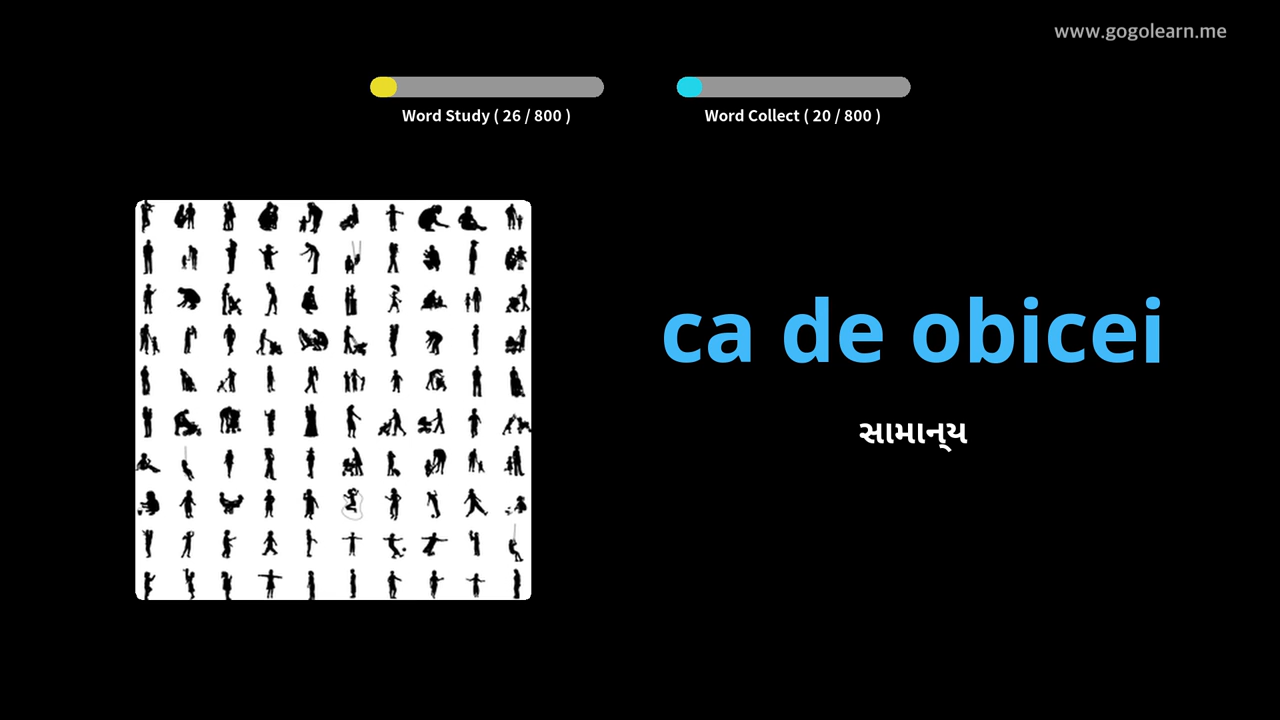 www.gogolearn.me
Word Study ( 26 / 800 )
Word Collect ( 20 / 800 )
ca de obicei
સામાન્ય